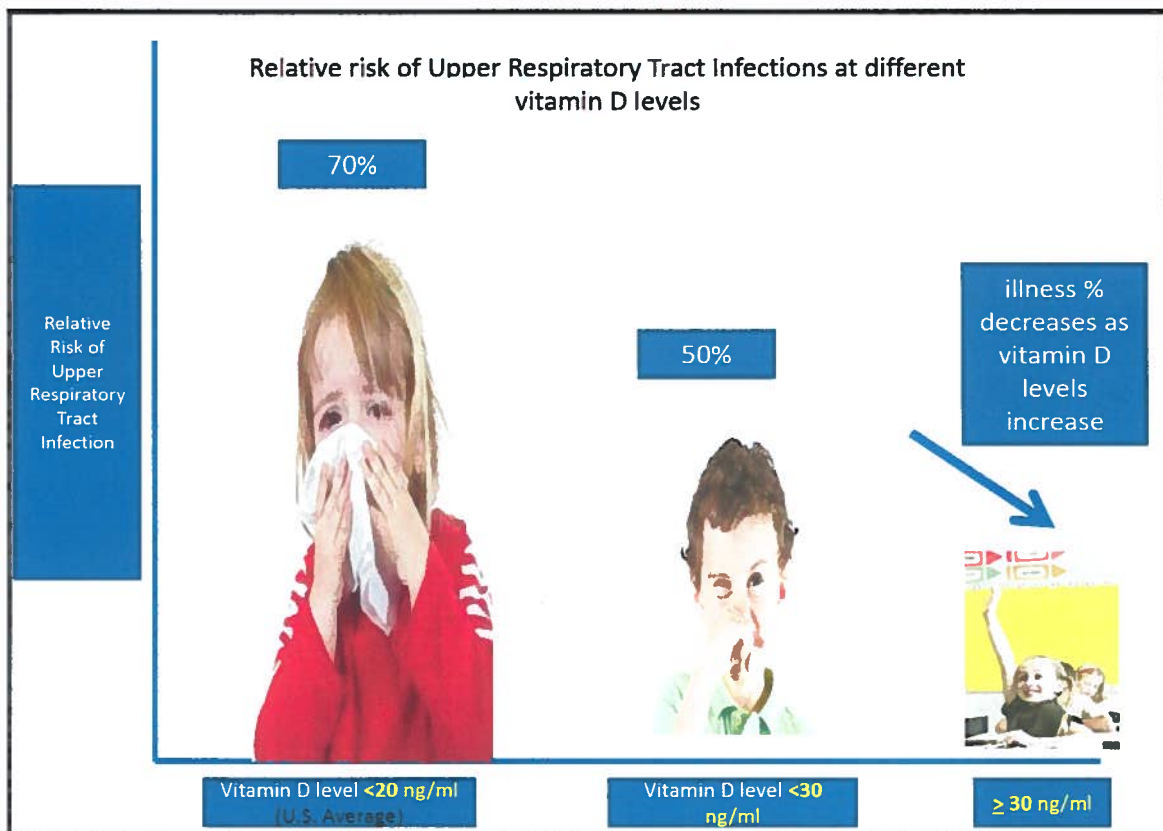 Relative risk of Upper Respiratory Tract Infections at different
vitamin D levels
70%
Relative
Risk of
Upper
Respiratory
Tract
Infection
50%
illness %
decreases as
vitamin D
levels
increase
Vitamin D level <20 ng/ml
(U.S. Average)
Vitamin D level <30
ng/ml
≥ 30 ng/ml